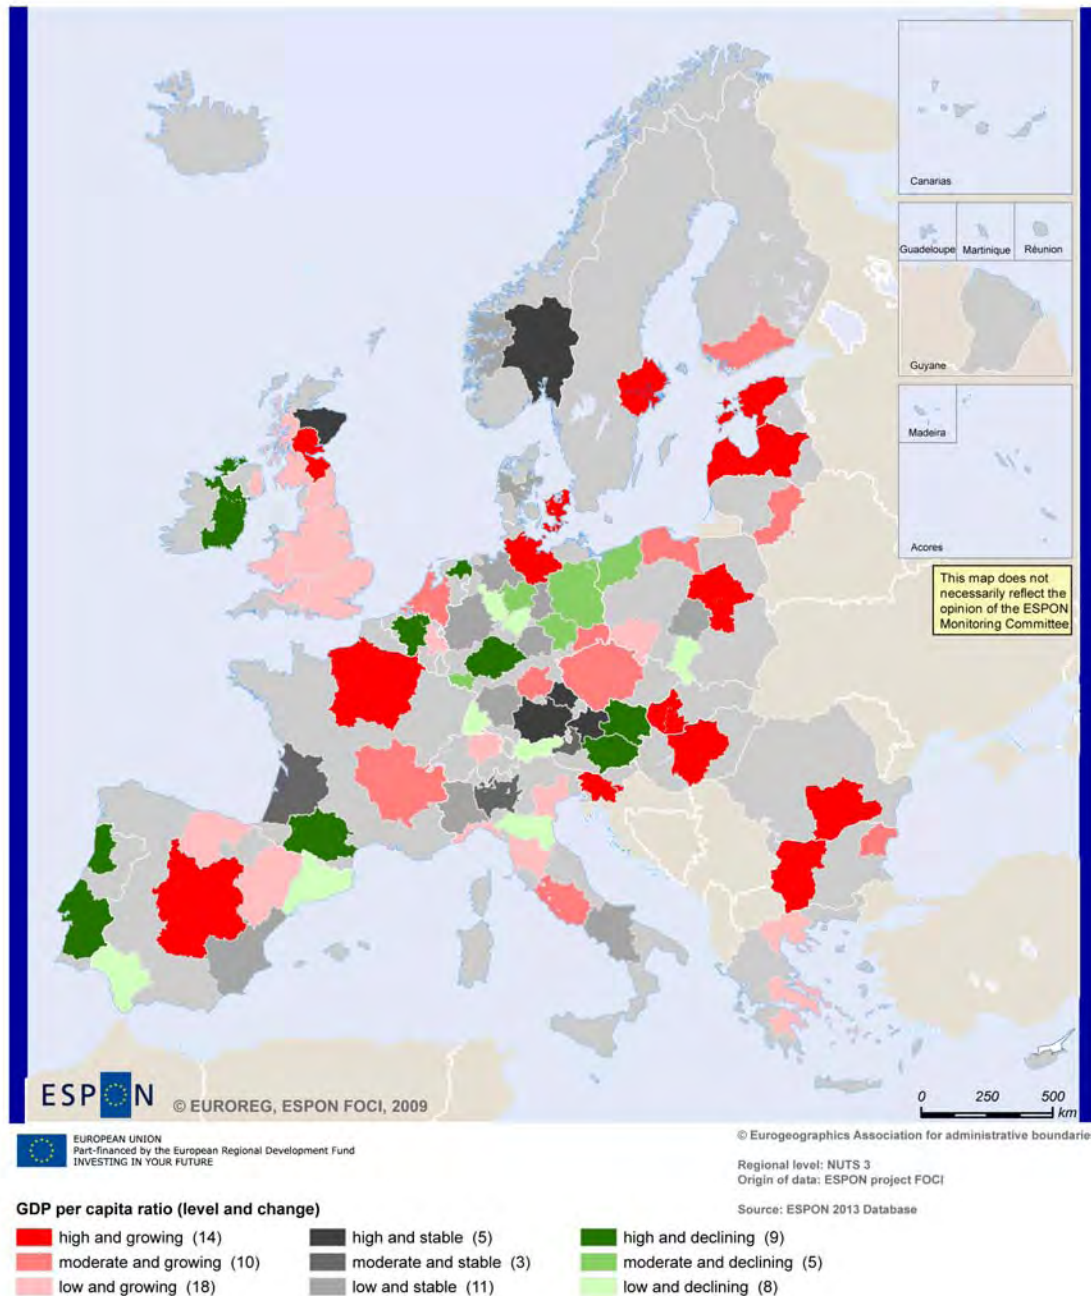 Canarias
Guadeloupe
Martinique
Réunion
Guyane
Madeira
Acores
This map does not
necessarily reflect the
opinion of the ESPON
Monitoring Committee
ESPON
© EUROREG, ESPON FOCI, 2009
0 250 500
km
EUROPEAN UNION
Part-financed by the European Regional Development Fund
INVESTING IN YOUR FUTURE
© Eurogeographics Association for administrative boundarie
Regional level: NUTS 3
Origin of data: ESPON project FOCI
Source: ESPON 2013 Database
GDP per capita ratio (level and change)
high and growing (14)
high and stable (5)
high and declining (9)
moderate and growing (10)
moderate and stable (3)
moderate and declining (5)
low and growing (18)
low and stable (11)
low and declining (8)